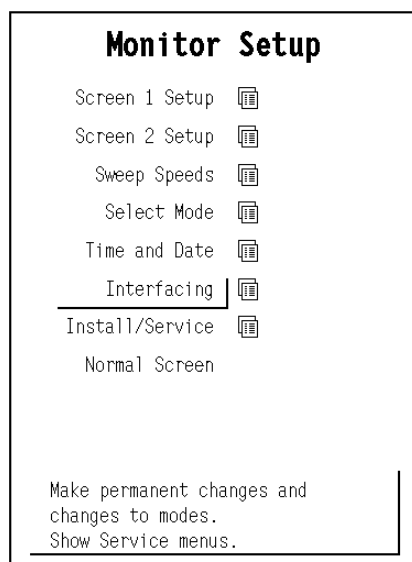 Monitor Setup
Screen 1 Setup
Screen 2 Setup
Sweep Speeds
Select Mode
Time and Date
Interfacing
Install/Service
Normal Screen
Make permanent changes and
changes to modes.
Show Service menus.